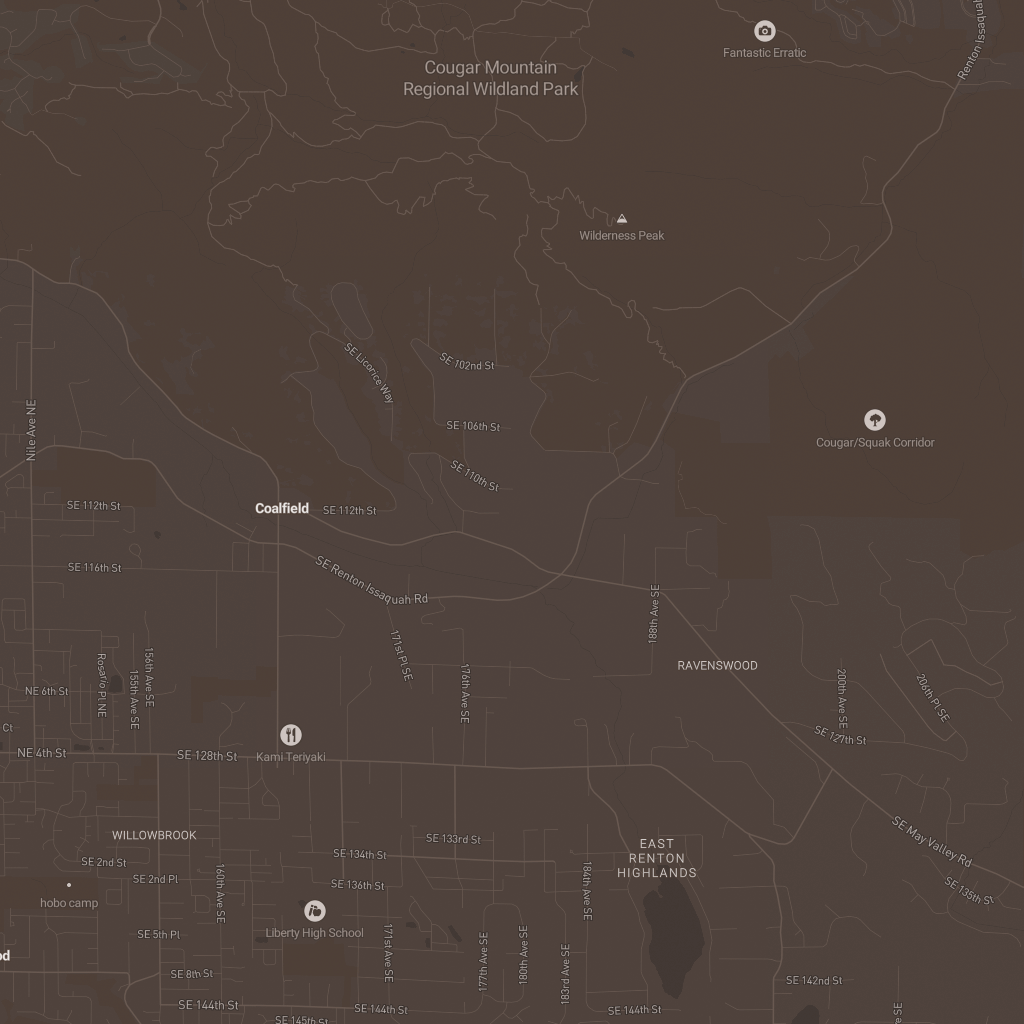 Fantastic Erratic
Renton Issaquah
Cougar Mountain
Regional Wildland Park
Wilderness Peak
SE Licorice Way
SE 102nd St
Nile Ave NE
SE 106th St
Cougar/Squak Corridor
SE 110th St
SE 112th St
Coalfield
SE 112th St
SE 116th St
SE Renton Issaquah Rd
188th Ave SE
171st Pl SE
RAVENSWOOD
156th Ave SE
Rosario Pl NE
155th Ave SE
176th Ave SE
200th Ave SE
206th Pl SE
NE 6th St
Ct
SE 127th St
NE 4th St
SE 128th St
Kami Teriyaki
WILLOWBROOK
SE 133rd St
SE May Valley Rd
EAST
RENTON
HIGHLANDS
SE 134th St
SE 2nd St
SE 2nd Pl
SE 136th St
160th Ave SE
184th Ave SE
SE 135th St
hobo camp
Liberty High School
SE 5th Pl
171st Ave SE
177th Ave SE
180th Ave SE
183rd Ave SE
od
SE 8th St
SE 142nd St
SE 144th St
SE 144th St
SE 144th St
SE 145th St
e SE